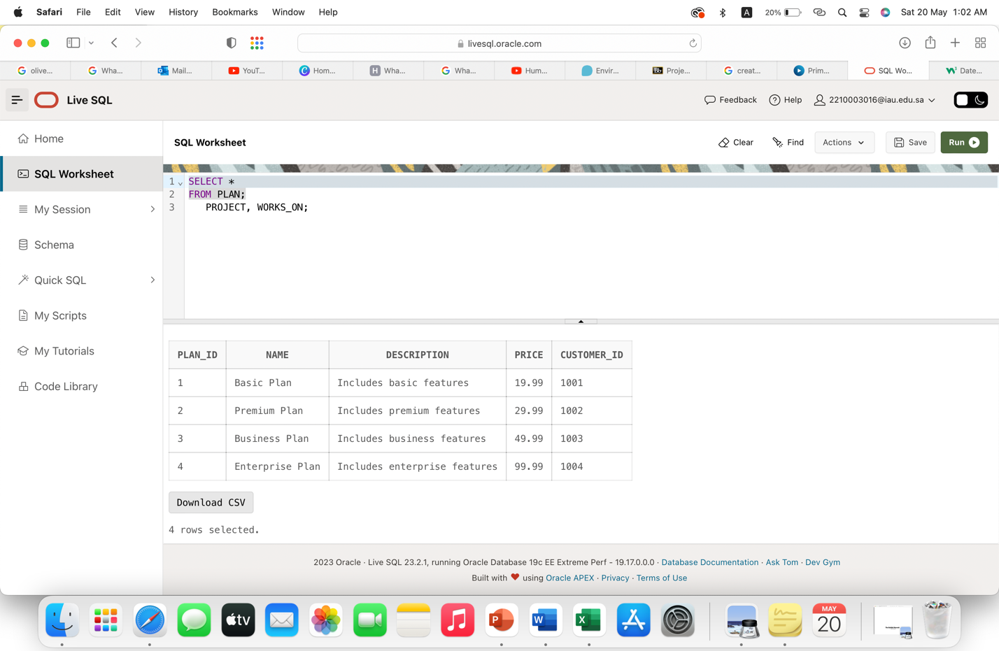 Safari File Edit View History Bookmarks Window Help A 20% Sat 20 May 1:02 AM
livesql.oracle.com
olive... Wha... Mail... YouT... Hom... Wha... Wha... Hum... Envir... Proje... creat... Prim... SQL Wo... Date...
Live SQL Feedback Help 2210003016@iau.edu.sa
Home
SQL Worksheet
My Session
Schema
Quick SQL
My Scripts
My Tutorials
Code Library
SQL Worksheet Clear Find Actions Save Run
1 SELECT *
2 FROM PLAN;
3 PROJECT, WORKS_ON;
PLAN_ID NAME DESCRIPTION PRICE CUSTOMER_ID
1 Basic Plan Includes basic features 19.99 1001
2 Premium Plan Includes premium features 29.99 1002
3 Business Plan Includes business features 49.99 1003
4 Enterprise Plan Includes enterprise features 99.99 1004
Download CSV
4 rows selected.
2023 Oracle · Live SQL 23.2.1, running Oracle Database 19c EE Extreme Perf - 19.17.0.0.0 · Database Documentation · Ask Tom · Dev Gym
Built with ❤ using Oracle APEX · Privacy · Terms of Use
tv P W X MAY
20